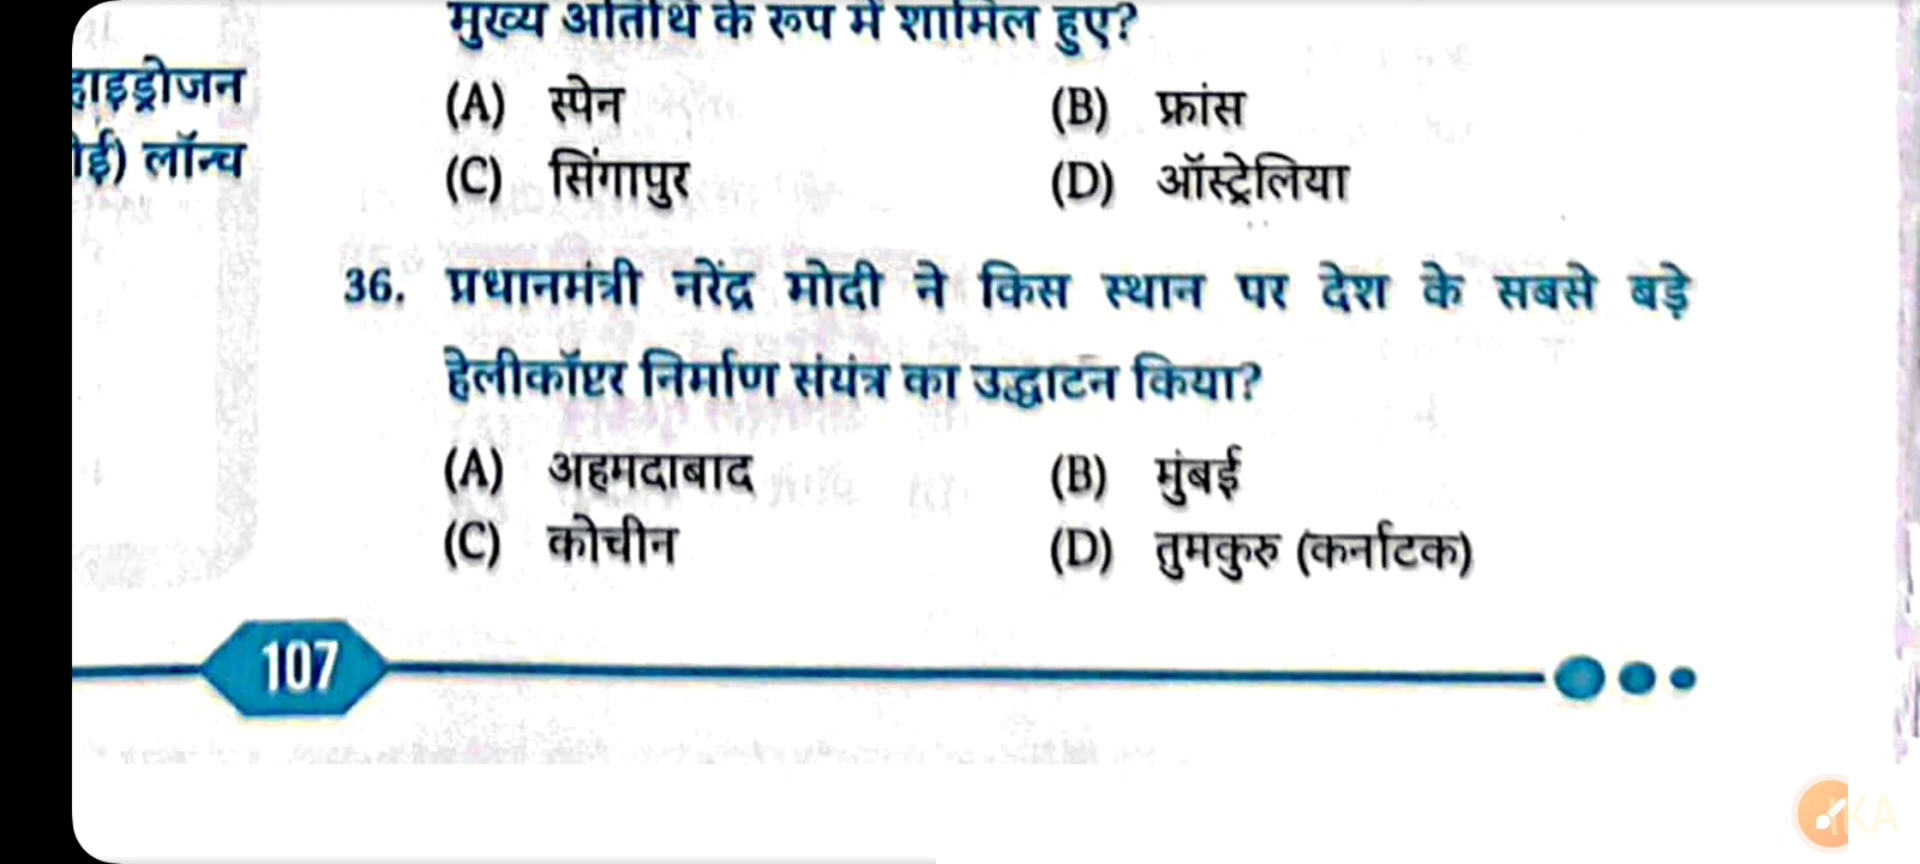 मुख्य अतिथि के रूप में शामिल हुए?
हाइड्रोजन
(A) स्पेन
(B) फ्रांस
ई) लॉन्च
(C) सिंगापुर
(D) ऑस्ट्रेलिया
36. प्रधानमंत्री नरेंद्र मोदी ने किस स्थान पर देश के सबसे बड़े
हेलीकॉप्टर निर्माण संयंत्र का उद्घाटन किया?
(A) अहमदाबाद
(B) मुंबई
(C) कोचीन
(D) तुमकुरु (कर्नाटक)
107